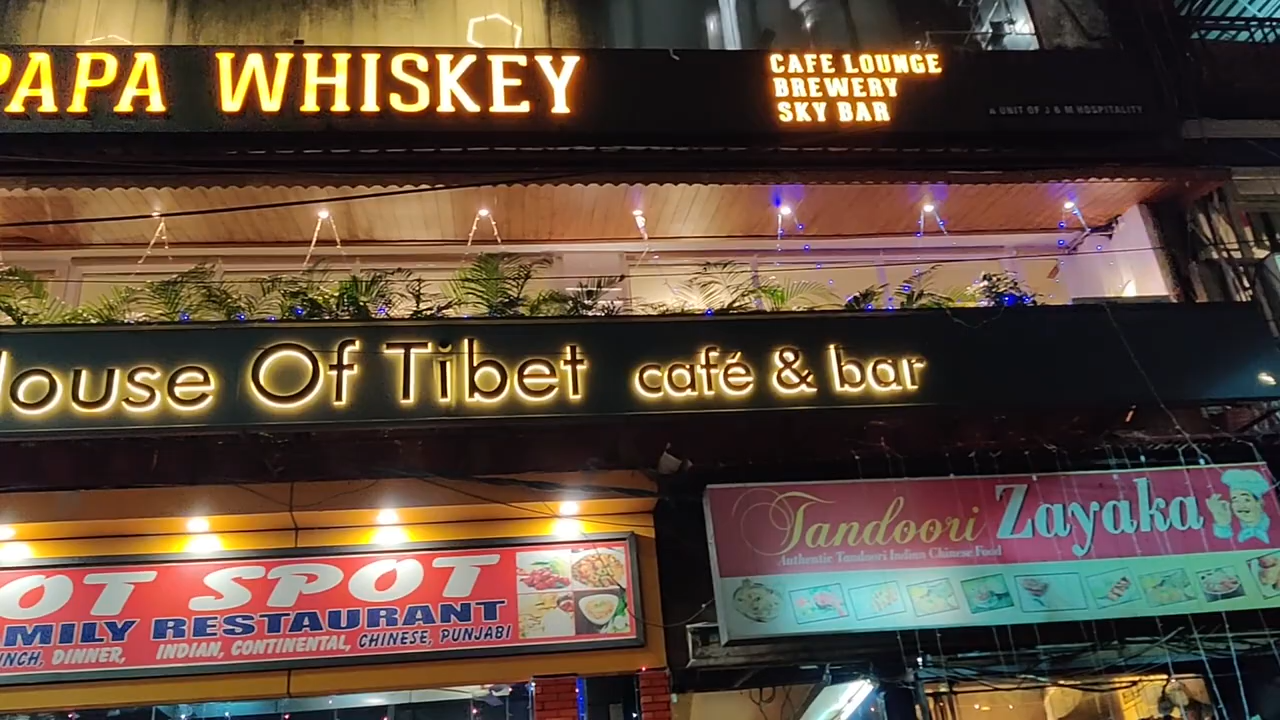 PAPA WHISKEY
CAFE LOUNGE
BREWERY
SKY BAR
A UNIT OF J & M HOSPITALITY
House Of Tibet café & bar
OT SPOT
MILY RESTAURANT
NCH, DINNER, INDIAN, CONTINENTAL, CHINESE, PUNJABI
Tandoori Zayaka
Authentic Tandoori Indian Chinese Food